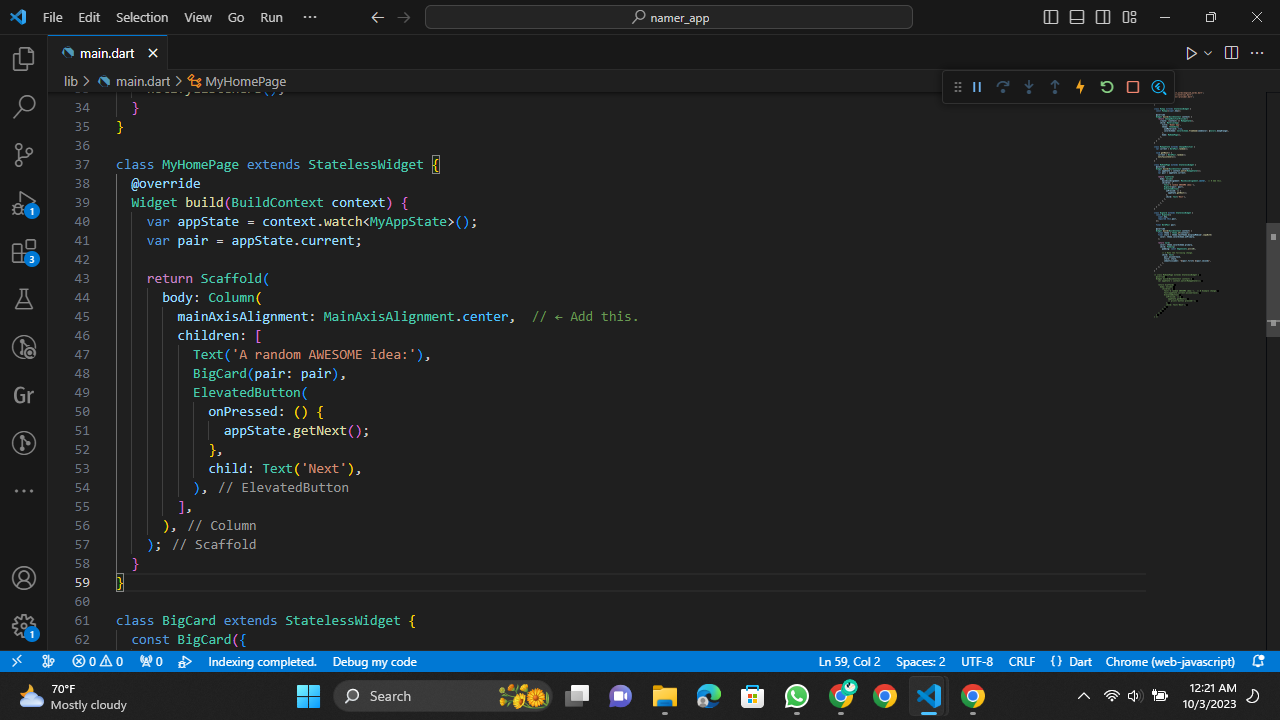 File Edit Selection View Go Run ···
namer_app
main.dart
lib > main.dart > MyHomePage
34 }
35 }
36
37 class MyHomePage extends StatelessWidget {
38 @override
39 Widget build(BuildContext context) {
40 var appState = context.watch<MyAppState>();
41 var pair = appState.current;
42
43 return Scaffold(
44 body: Column(
45 mainAxisAlignment: MainAxisAlignment.center, // ← Add this.
46 children: [
47 Text('A random AWESOME idea:'),
48 BigCard(pair: pair),
49 ElevatedButton(
50 onPressed: () {
51 appState.getNext();
52 },
53 child: Text('Next'),
54 ), // ElevatedButton
55 ],
56 ), // Column
57 ); // Scaffold
58 }
59 }
60
61 class BigCard extends StatelessWidget {
62 const BigCard({
1
3
Gr
1
0 0 0 Indexing completed. Debug my code Ln 59, Col 2 Spaces: 2 UTF-8 CRLF {} Dart Chrome (web-javascript)
70°F
Mostly cloudy
Search
12:21 AM
10/3/2023